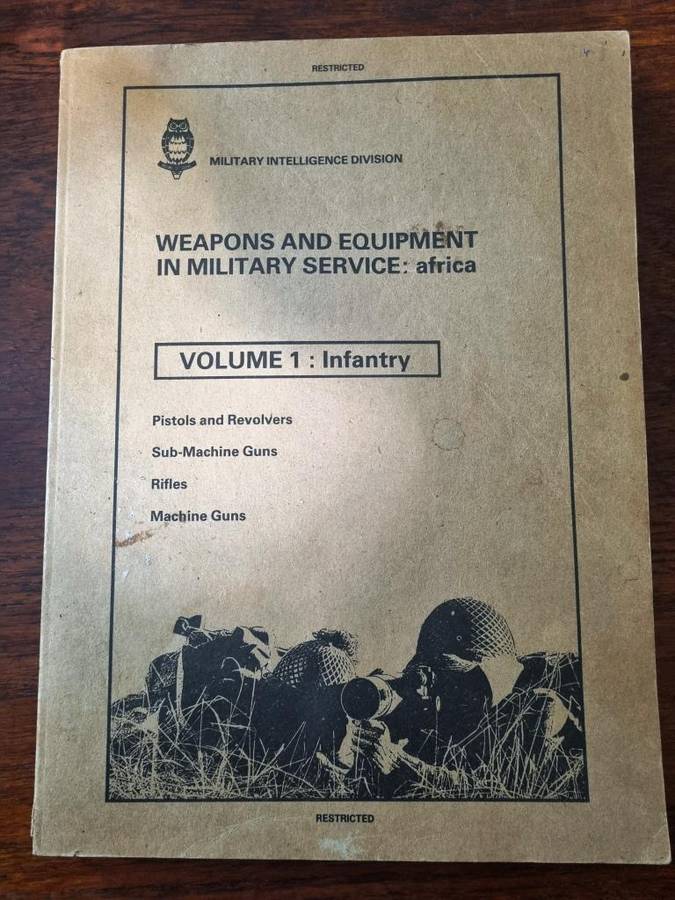 RESTRICTED
MILITARY INTELLIGENCE DIVISION
WEAPONS AND EQUIPMENT
IN MILITARY SERVICE: africa
VOLUME 1 : Infantry
Pistols and Revolvers
Sub-Machine Guns
Rifles
Machine Guns
RESTRICTED